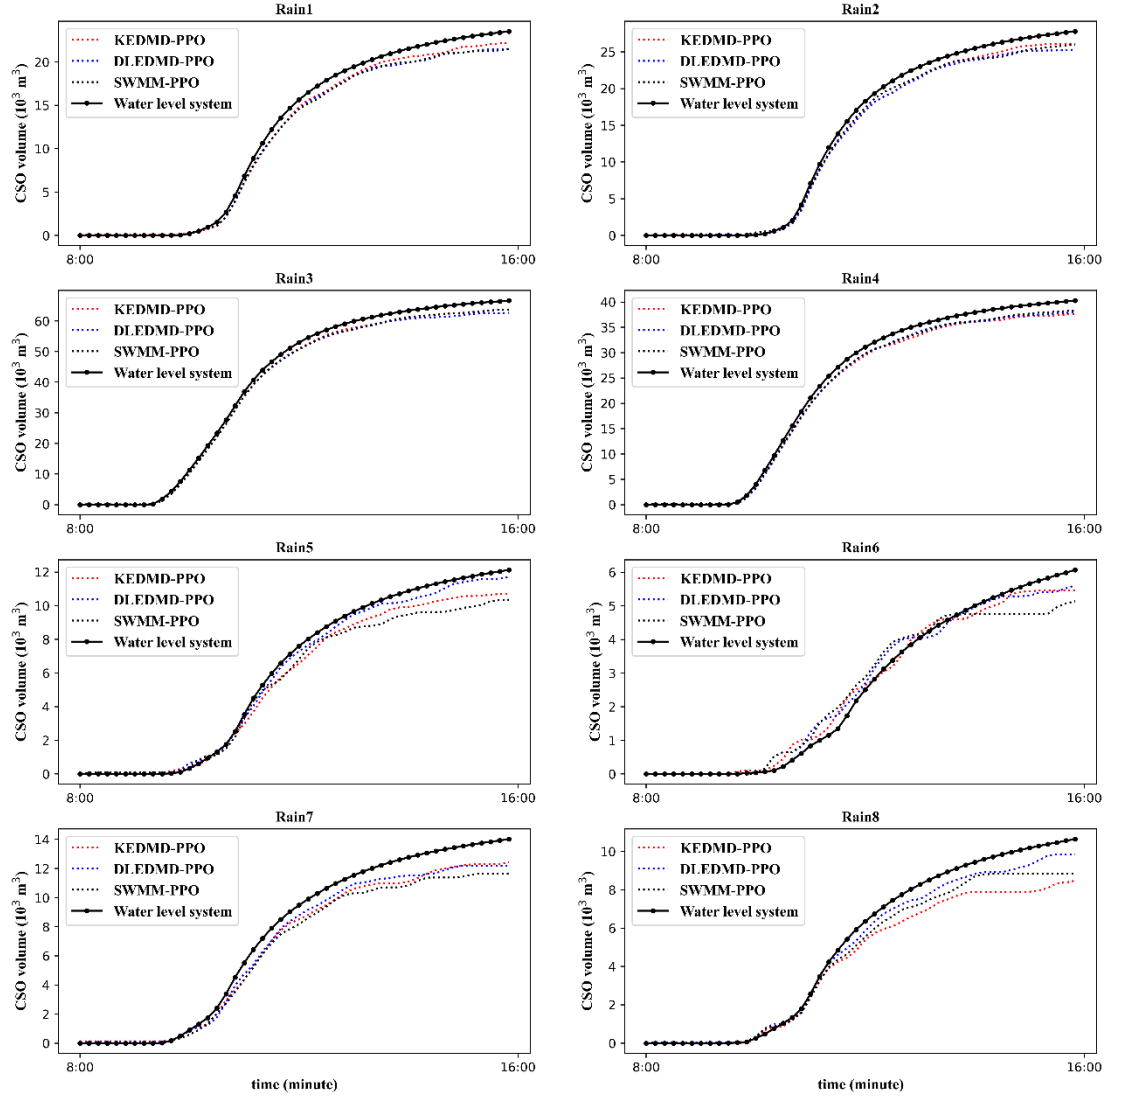 Rain1
KEDMD-PPO
DLEDMD-PPO
SWMM-PPO
Water level system
CSO volume (10³ m³)
20
15
10
5
0
8:00
16:00
Rain2
KEDMD-PPO
DLEDMD-PPO
SWMM-PPO
Water level system
CSO volume (10³ m³)
25
20
15
10
5
0
8:00
16:00
Rain3
KEDMD-PPO
DLEDMD-PPO
SWMM-PPO
Water level system
CSO volume (10³ m³)
60
50
40
30
20
10
0
8:00
16:00
Rain4
KEDMD-PPO
DLEDMD-PPO
SWMM-PPO
Water level system
CSO volume (10³ m³)
40
35
30
25
20
15
10
5
0
8:00
16:00
Rain5
KEDMD-PPO
DLEDMD-PPO
SWMM-PPO
Water level system
CSO volume (10³ m³)
12
10
8
6
4
2
0
8:00
16:00
Rain6
KEDMD-PPO
DLEDMD-PPO
SWMM-PPO
Water level system
CSO volume (10³ m³)
6
5
4
3
2
1
0
8:00
16:00
Rain7
KEDMD-PPO
DLEDMD-PPO
SWMM-PPO
Water level system
CSO volume (10³ m³)
14
12
10
8
6
4
2
0
8:00
16:00
time (minute)
Rain8
KEDMD-PPO
DLEDMD-PPO
SWMM-PPO
Water level system
CSO volume (10³ m³)
10
8
6
4
2
0
8:00
16:00
time (minute)